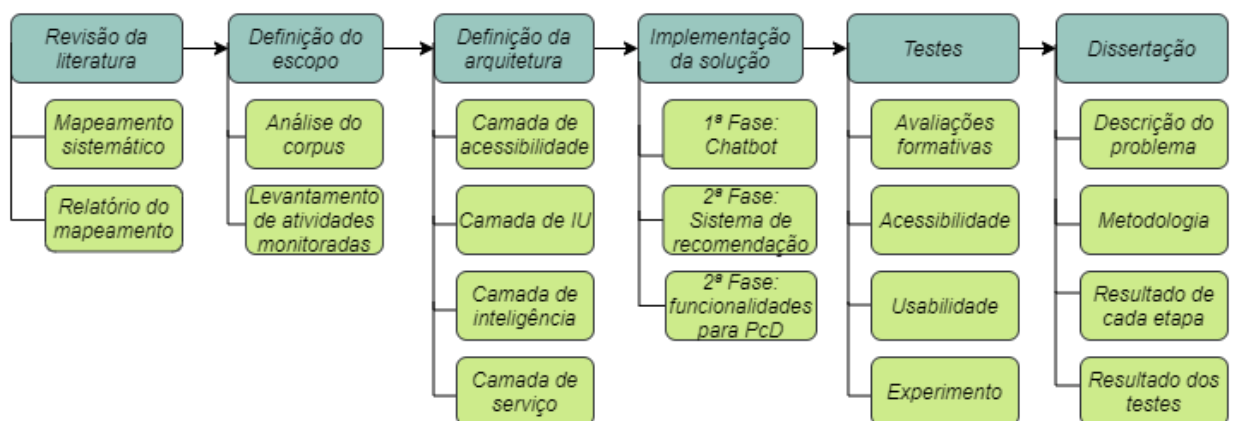 Revisão da
literatura
Definição do
escopo
Definição da
arquitetura
Implementação
da solução
Testes
Dissertação
Mapeamento
sistemático
Relatório do
mapeamento
Análise do
corpus
Levantamento
de atividades
monitoradas
Camada de
acessibilidade
Camada de IU
Camada de
inteligência
Camada de
serviço
1ª Fase:
Chatbot
2ª Fase:
Sistema de
recomendação
2ª Fase:
funcionalidades
para PcD
Avaliações
formativas
Acessibilidade
Usabilidade
Experimento
Descrição do
problema
Metodologia
Resultado de
cada etapa
Resultado dos
testes